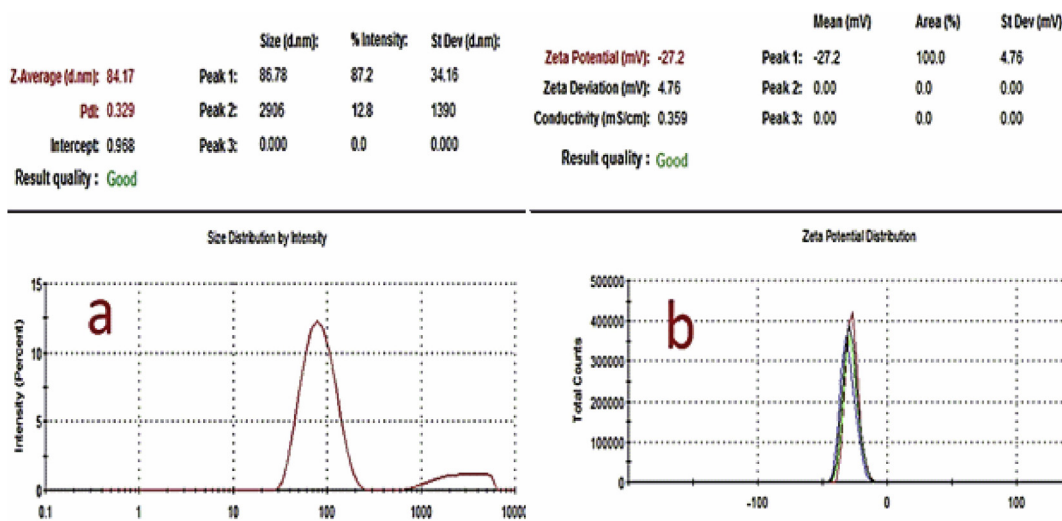 Size (d.nm): % Intensity: St Dev (d.nm):
Z-Average (d.nm): 84.17 Peak 1: 86.78 87.2 34.16
PdI: 0.329 Peak 2: 2906 12.8 1390
Intercept: 0.968 Peak 3: 0.000 0.0 0.000
Result quality : Good
Size Distribution by Intensity
a
Intensity (Percent)
15
10
5
0
0.1 1 10 100 1000 10000
Mean (mV) Area (%) St Dev (mV)
Zeta Potential (mV): -27.2 Peak 1: -27.2 100.0 4.76
Zeta Deviation (mV): 4.76 Peak 2: 0.00 0.0 0.00
Conductivity (mS/cm): 0.359 Peak 3: 0.00 0.0 0.00
Result quality : Good
Zeta Potential Distribution
b
Total Counts
500000
400000
300000
200000
100000
0
-100 0 100